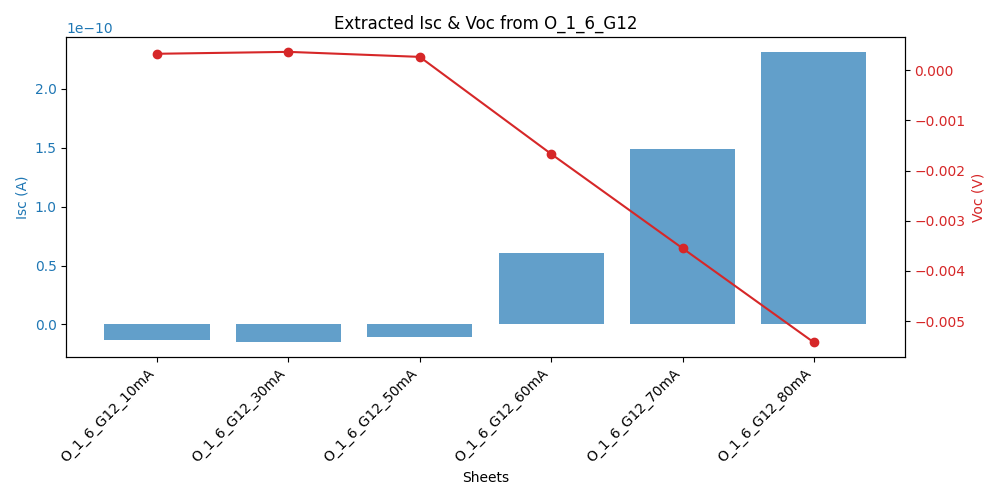 Extracted Isc & Voc from O_1_6_G12
1e−10
2.0
1.5
1.0
0.5
0.0
Isc (A)
0.000
−0.001
−0.002
−0.003
−0.004
−0.005
Voc (V)
O_1_6_G12_10mA
O_1_6_G12_30mA
O_1_6_G12_50mA
O_1_6_G12_60mA
O_1_6_G12_70mA
O_1_6_G12_80mA
Sheets